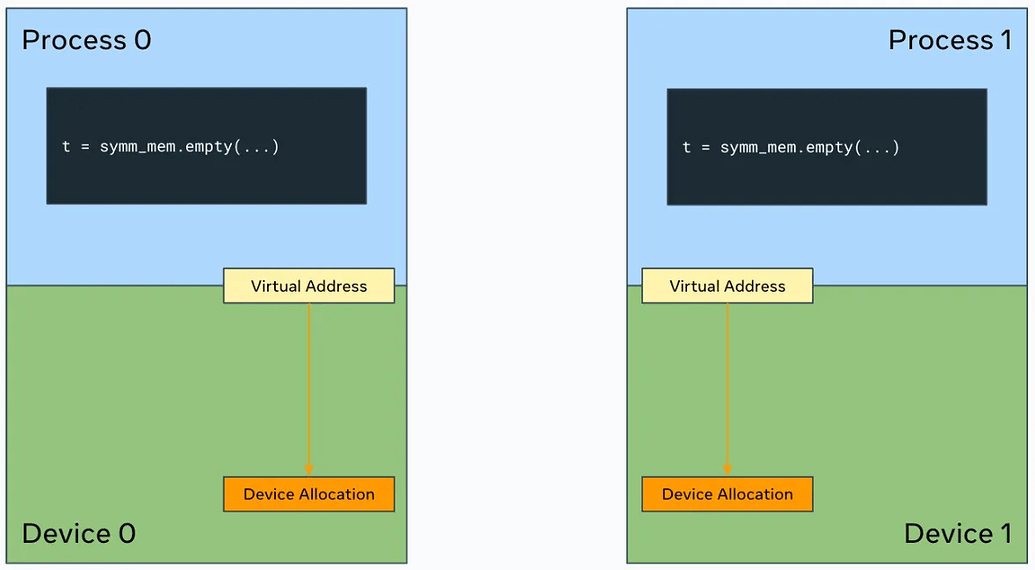 Process 0
t = symm_mem.empty(...)
Virtual Address
Device Allocation
Device 0
Process 1
t = symm_mem.empty(...)
Virtual Address
Device Allocation
Device 1